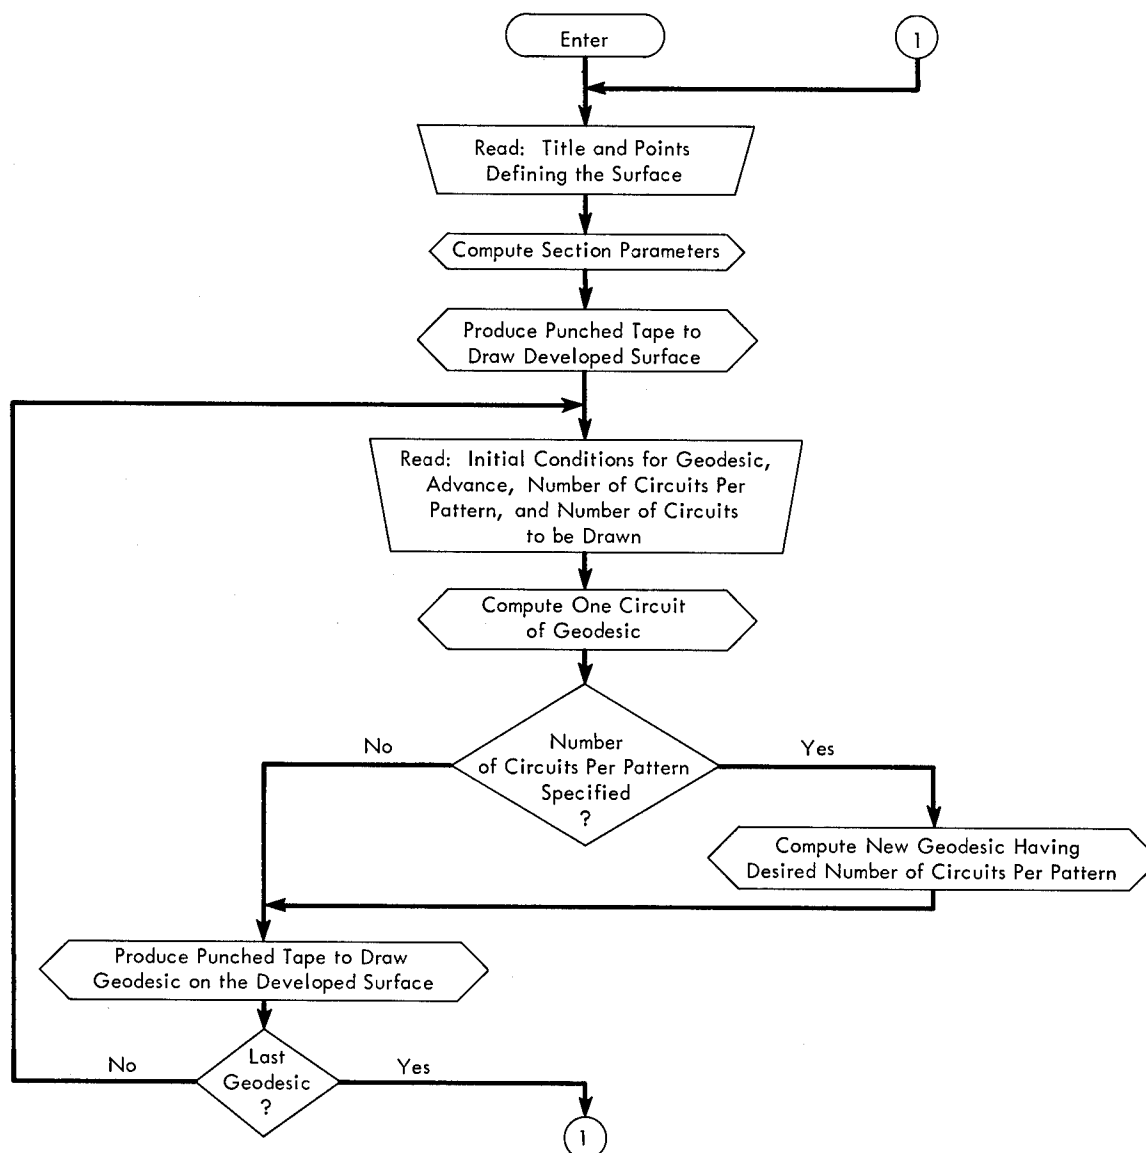 Enter
1
Read: Title and Points
Defining the Surface
Compute Section Parameters
Produce Punched Tape to
Draw Developed Surface
Read: Initial Conditions for Geodesic,
Advance, Number of Circuits Per
Pattern, and Number of Circuits
to be Drawn
Compute One Circuit
of Geodesic
No
Number
of Circuits Per Pattern
Specified
?
Yes
Compute New Geodesic Having
Desired Number of Circuits Per Pattern
Produce Punched Tape to Draw
Geodesic on the Developed Surface
No
Last
Geodesic
?
Yes
1